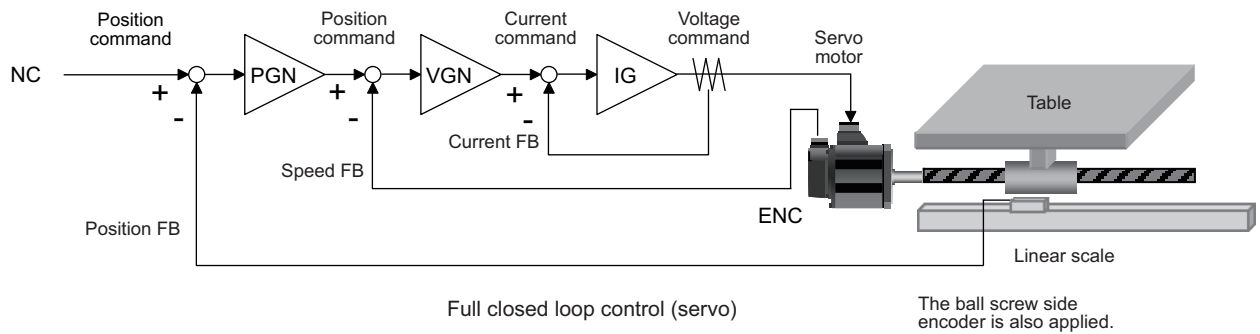 Position
command
Position
command
Current
command
Voltage
command
Servo
motor
NC
PGN
VGN
IG
Table
+
-
+
-
+
-
Current FB
Speed FB
Position FB
ENC
Linear scale
Full closed loop control (servo)
The ball screw side
encoder is also applied.